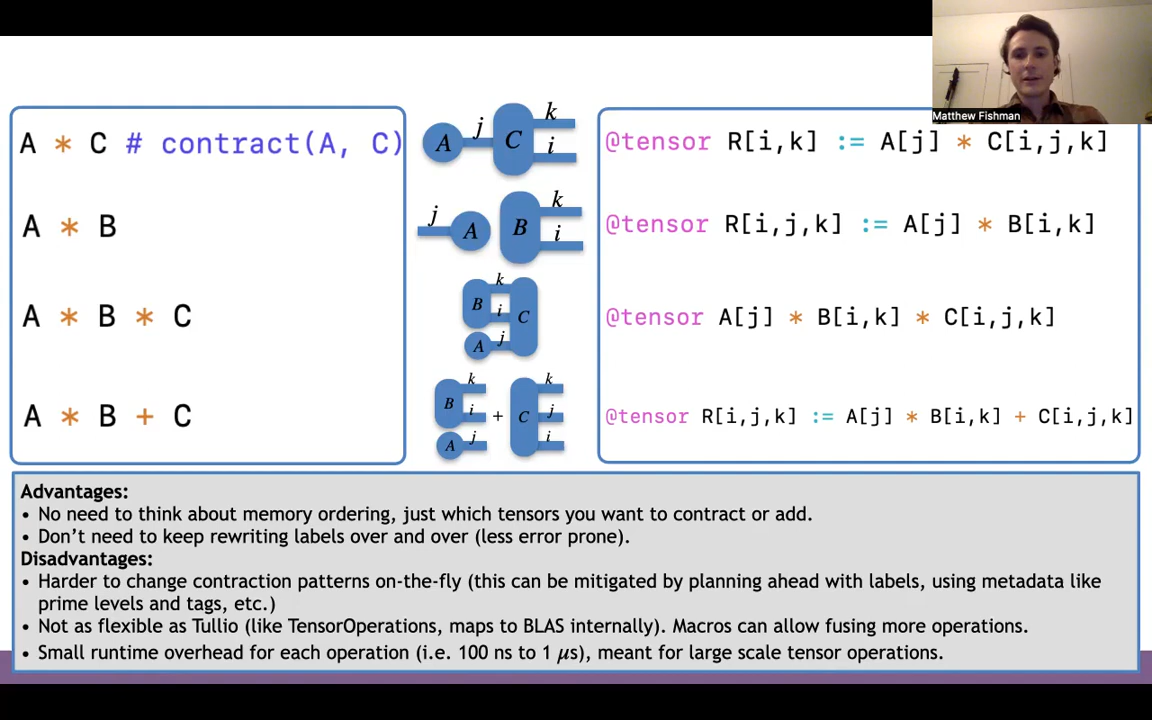 Matthew Fishman
A * C # contract(A, C)
A j C k i
@tensor R[i,k] := A[j] * C[i,j,k]
A * B
j A B k i
@tensor R[i,j,k] := A[j] * B[i,k]
A * B * C
B k i C A j
@tensor A[j] * B[i,k] * C[i,j,k]
A * B + C
B k i A j + C k j i
@tensor R[i,j,k] := A[j] * B[i,k] + C[i,j,k]
Advantages:
• No need to think about memory ordering, just which tensors you want to contract or add.
• Don’t need to keep rewriting labels over and over (less error prone).
Disadvantages:
• Harder to change contraction patterns on-the-fly (this can be mitigated by planning ahead with labels, using metadata like
prime levels and tags, etc.)
• Not as flexible as Tullio (like TensorOperations, maps to BLAS internally). Macros can allow fusing more operations.
• Small runtime overhead for each operation (i.e. 100 ns to 1 μs), meant for large scale tensor operations.